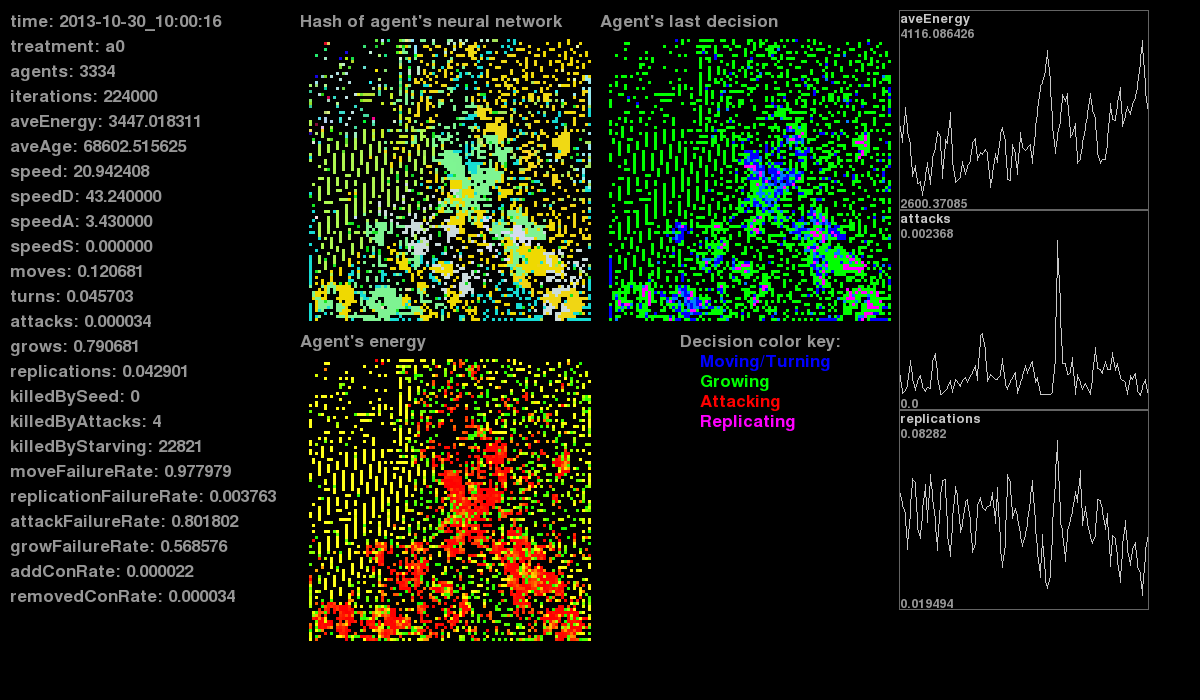 time: 2013-10-30_10:00:16
treatment: a0
agents: 3334
iterations: 224000
aveEnergy: 3447.018311
aveAge: 68602.515625
speed: 20.942408
speedD: 43.240000
speedA: 3.430000
speedS: 0.000000
moves: 0.120681
turns: 0.045703
attacks: 0.000034
grows: 0.790681
replications: 0.042901
killedBySeed: 0
killedByAttacks: 4
killedByStarving: 22821
moveFailureRate: 0.977979
replicationFailureRate: 0.003763
attackFailureRate: 0.801802
growFailureRate: 0.568576
addConRate: 0.000022
removedConRate: 0.000034
Hash of agent's neural network
Agent's last decision
Agent's energy
Decision color key:
Moving/Turning
Growing
Attacking
Replicating
aveEnergy
4116.086426
2600.37085
attacks
0.002368
0.0
replications
0.08282
0.019494